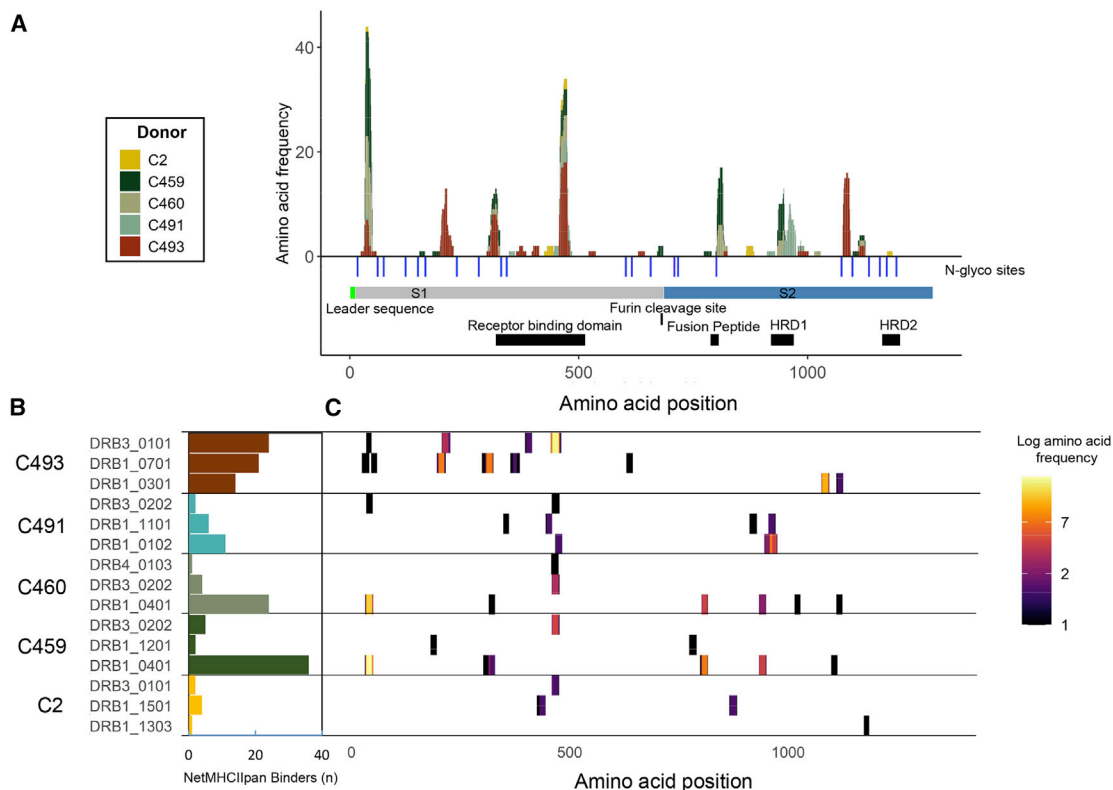 A
Donor
C2
C459
C460
C491
C493
Amino acid frequency
40
20
0
N-glyco sites
S1
S2
Leader sequence
Furin cleavage site
Receptor binding domain
Fusion Peptide
HRD1
HRD2
0
500
1000
Amino acid position
B
C
C493
DRB3_0101
DRB1_0701
DRB1_0301
C491
DRB3_0202
DRB1_1101
DRB1_0102
C460
DRB4_0103
DRB3_0202
DRB1_0401
C459
DRB3_0202
DRB1_1201
DRB1_0401
C2
DRB3_0101
DRB1_1501
DRB1_1303
0
20
40
NetMHCIIpan Binders (n)
0
500
1000
Amino acid position
Log amino acid
frequency
7
2
1